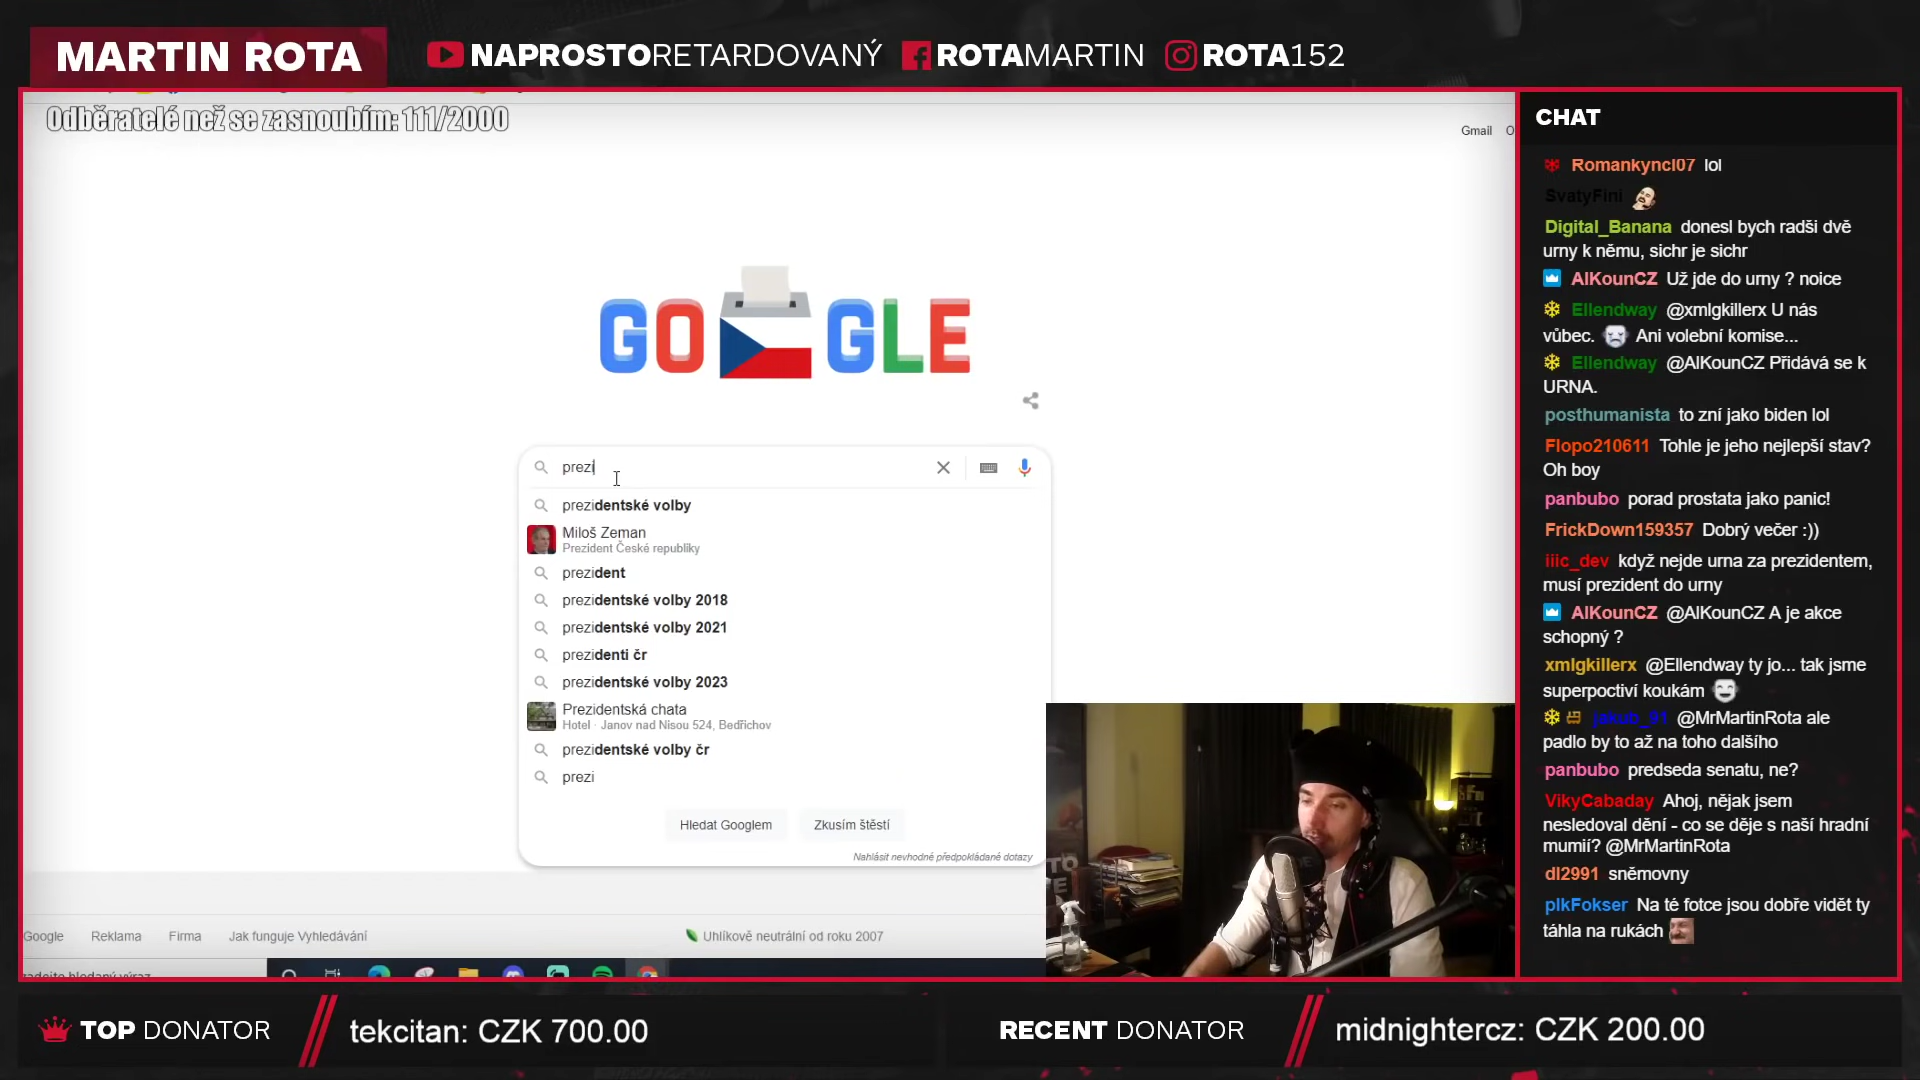 MARTIN ROTA
NAPROSTORETARDOVANÝ ROTAMARTIN ROTA152
Odběratelé než se zasnoubím: 111/2000
Gmail O
GO GLE
prezi
prezidentské volby
Miloš Zeman
Prezident České republiky
prezident
prezidentské volby 2018
prezidentské volby 2021
prezidenti čr
prezidentské volby 2023
Prezidentská chata
Hotel · Janov nad Nisou 524, Bedřichov
prezidentské volby čr
prezi
Hledat Googlem Zkusím štěstí
Nahlásit nevhodné předpokládané dotazy
Google Reklama Firma Jak funguje Vyhledávání
Uhlíkově neutrální od roku 2007
CHAT
Romankyncl07 lol
SvatyFini
Digital_Banana donesl bych radši dvě
urny k němu, sichr je sichr
AlKounCZ Už jde do urny ? noice
Ellendway @xmlgkillerx U nás
vůbec. Ani volební komise...
Ellendway @AlKounCZ Přidává se k
URNA.
posthumanista to zní jako biden lol
Flopo210611 Tohle je jeho nejlepší stav?
Oh boy
panbubo porad prostata jako panic!
FrickDown159357 Dobrý večer :))
iiic_dev když nejde urna za prezidentem,
musí prezident do urny
AlKounCZ @AlKounCZ A je akce
schopný ?
xmlgkillerx @Ellendway ty jo... tak jsme
superpoctiví koukám
jakub_91 @MrMartinRota ale
padlo by to až na toho dalšího
panbubo predseda senatu, ne?
VikyCabaday Ahoj, nějak jsem
nesledoval dění - co se děje s naší hradní
mumií? @MrMartinRota
dl2991 sněmovny
plkFokser Na té fotce jsou dobře vidět ty
táhla na rukách
TOP DONATOR tekcitan: CZK 700.00
RECENT DONATOR midnightercz: CZK 200.00